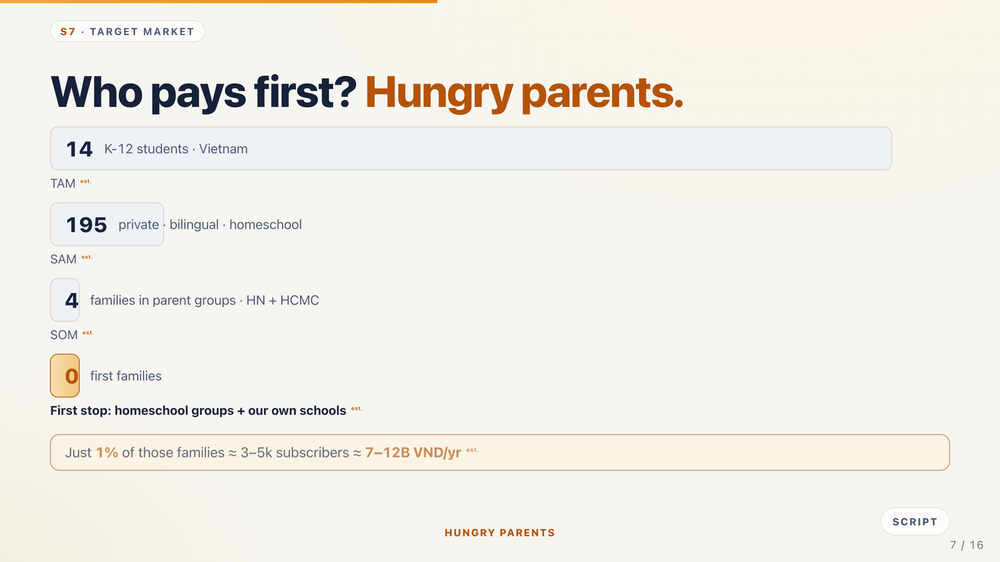 S7 · TARGET MARKET
Who pays first? Hungry parents.
14 K-12 students · Vietnam
TAM est.
195 private · bilingual · homeschool
SAM est.
4 families in parent groups · HN + HCMC
SOM est.
0 first families
First stop: homeschool groups + our own schools est.
Just 1% of those families ≈ 3–5k subscribers ≈ 7–12B VND/yr est.
SCRIPT
HUNGRY PARENTS
7 / 16